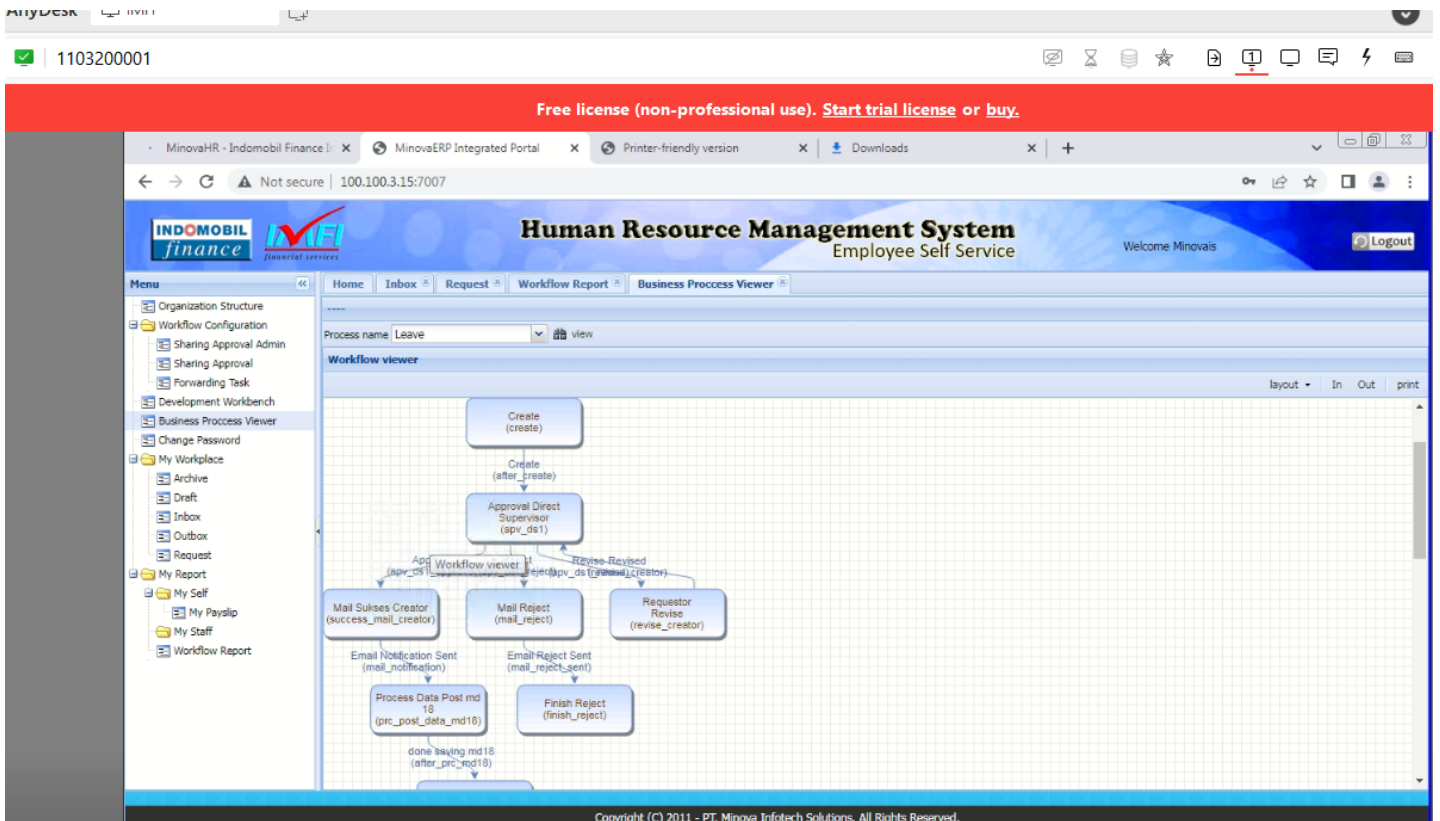 AnyDesk IMFI
1103200001
Free license (non-professional use). Start trial license or buy.
MinovaHR - Indomobil Finance I
MinovaERP Integrated Portal
Printer-friendly version
Downloads
Not secure 100.100.3.15:7007
INDOMOBIL
finance
IMFI
financial services
Human Resource Management System
Employee Self Service
Welcome Minovais
Logout
Menu
Home Inbox Request Workflow Report Business Proccess Viewer
Organization Structure
Workflow Configuration
Sharing Approval Admin
Sharing Approval
Forwarding Task
Development Workbench
Business Proccess Viewer
Change Password
My Workplace
Archive
Draft
Inbox
Outbox
Request
My Report
My Self
My Payslip
My Staff
Workflow Report
----
Process name Leave view
Workflow viewer
layout In Out print
Create
(create)
Create
(after_create)
Approval Direct
Supervisor
(apv_ds1)
Workflow viewer
Revise Revised
Mail Sukses Creator
(success_mail_creator)
Mail Reject
(mail_reject)
Requestor
Revise
(revise_creator)
Email Notification Sent
(mail_notification)
Email Reject Sent
(mail_reject_sent)
Process Data Post md
18
(prc_post_data_md18)
Finish Reject
(finish_reject)
done saving md18
(after_prc_md18)
Copyright (C) 2011 - PT. Minova Infotech Solutions. All Rights Reserved.